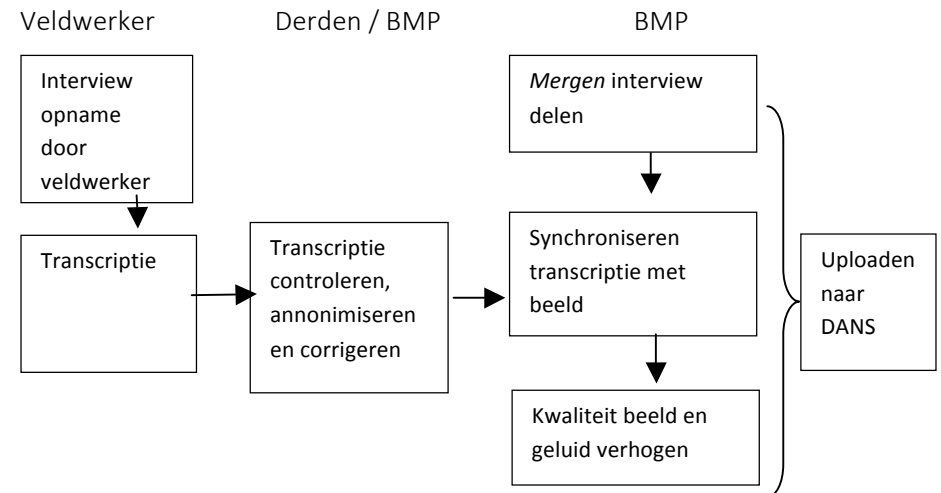 Veldwerker
Derden / BMP
BMP
Interview
opname
door
veldwerker
Transcriptie
Transcriptie
controleren,
annonimiseren
en corrigeren
Mergen interview
delen
Synchroniseren
transcriptie met
beeld
Kwaliteit beeld en
geluid verhogen
Uploaden
naar
DANS